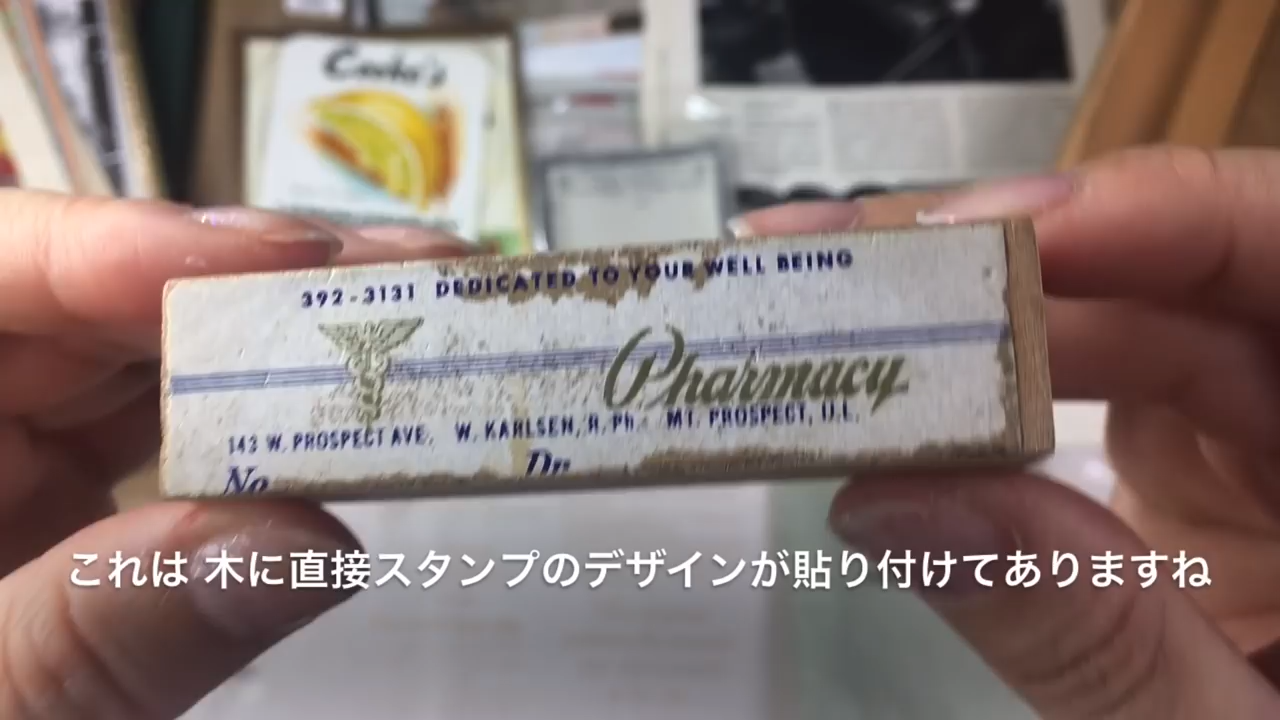 392-3131 DEDICATED TO YOUR WELL BEING
Pharmacy
143 W. PROSPECT AVE. W. KARLSEN, R. Ph. MT. PROSPECT, ILL.
No. Dr.
これは 木に直接スタンプのデザインが貼り付けてありますね